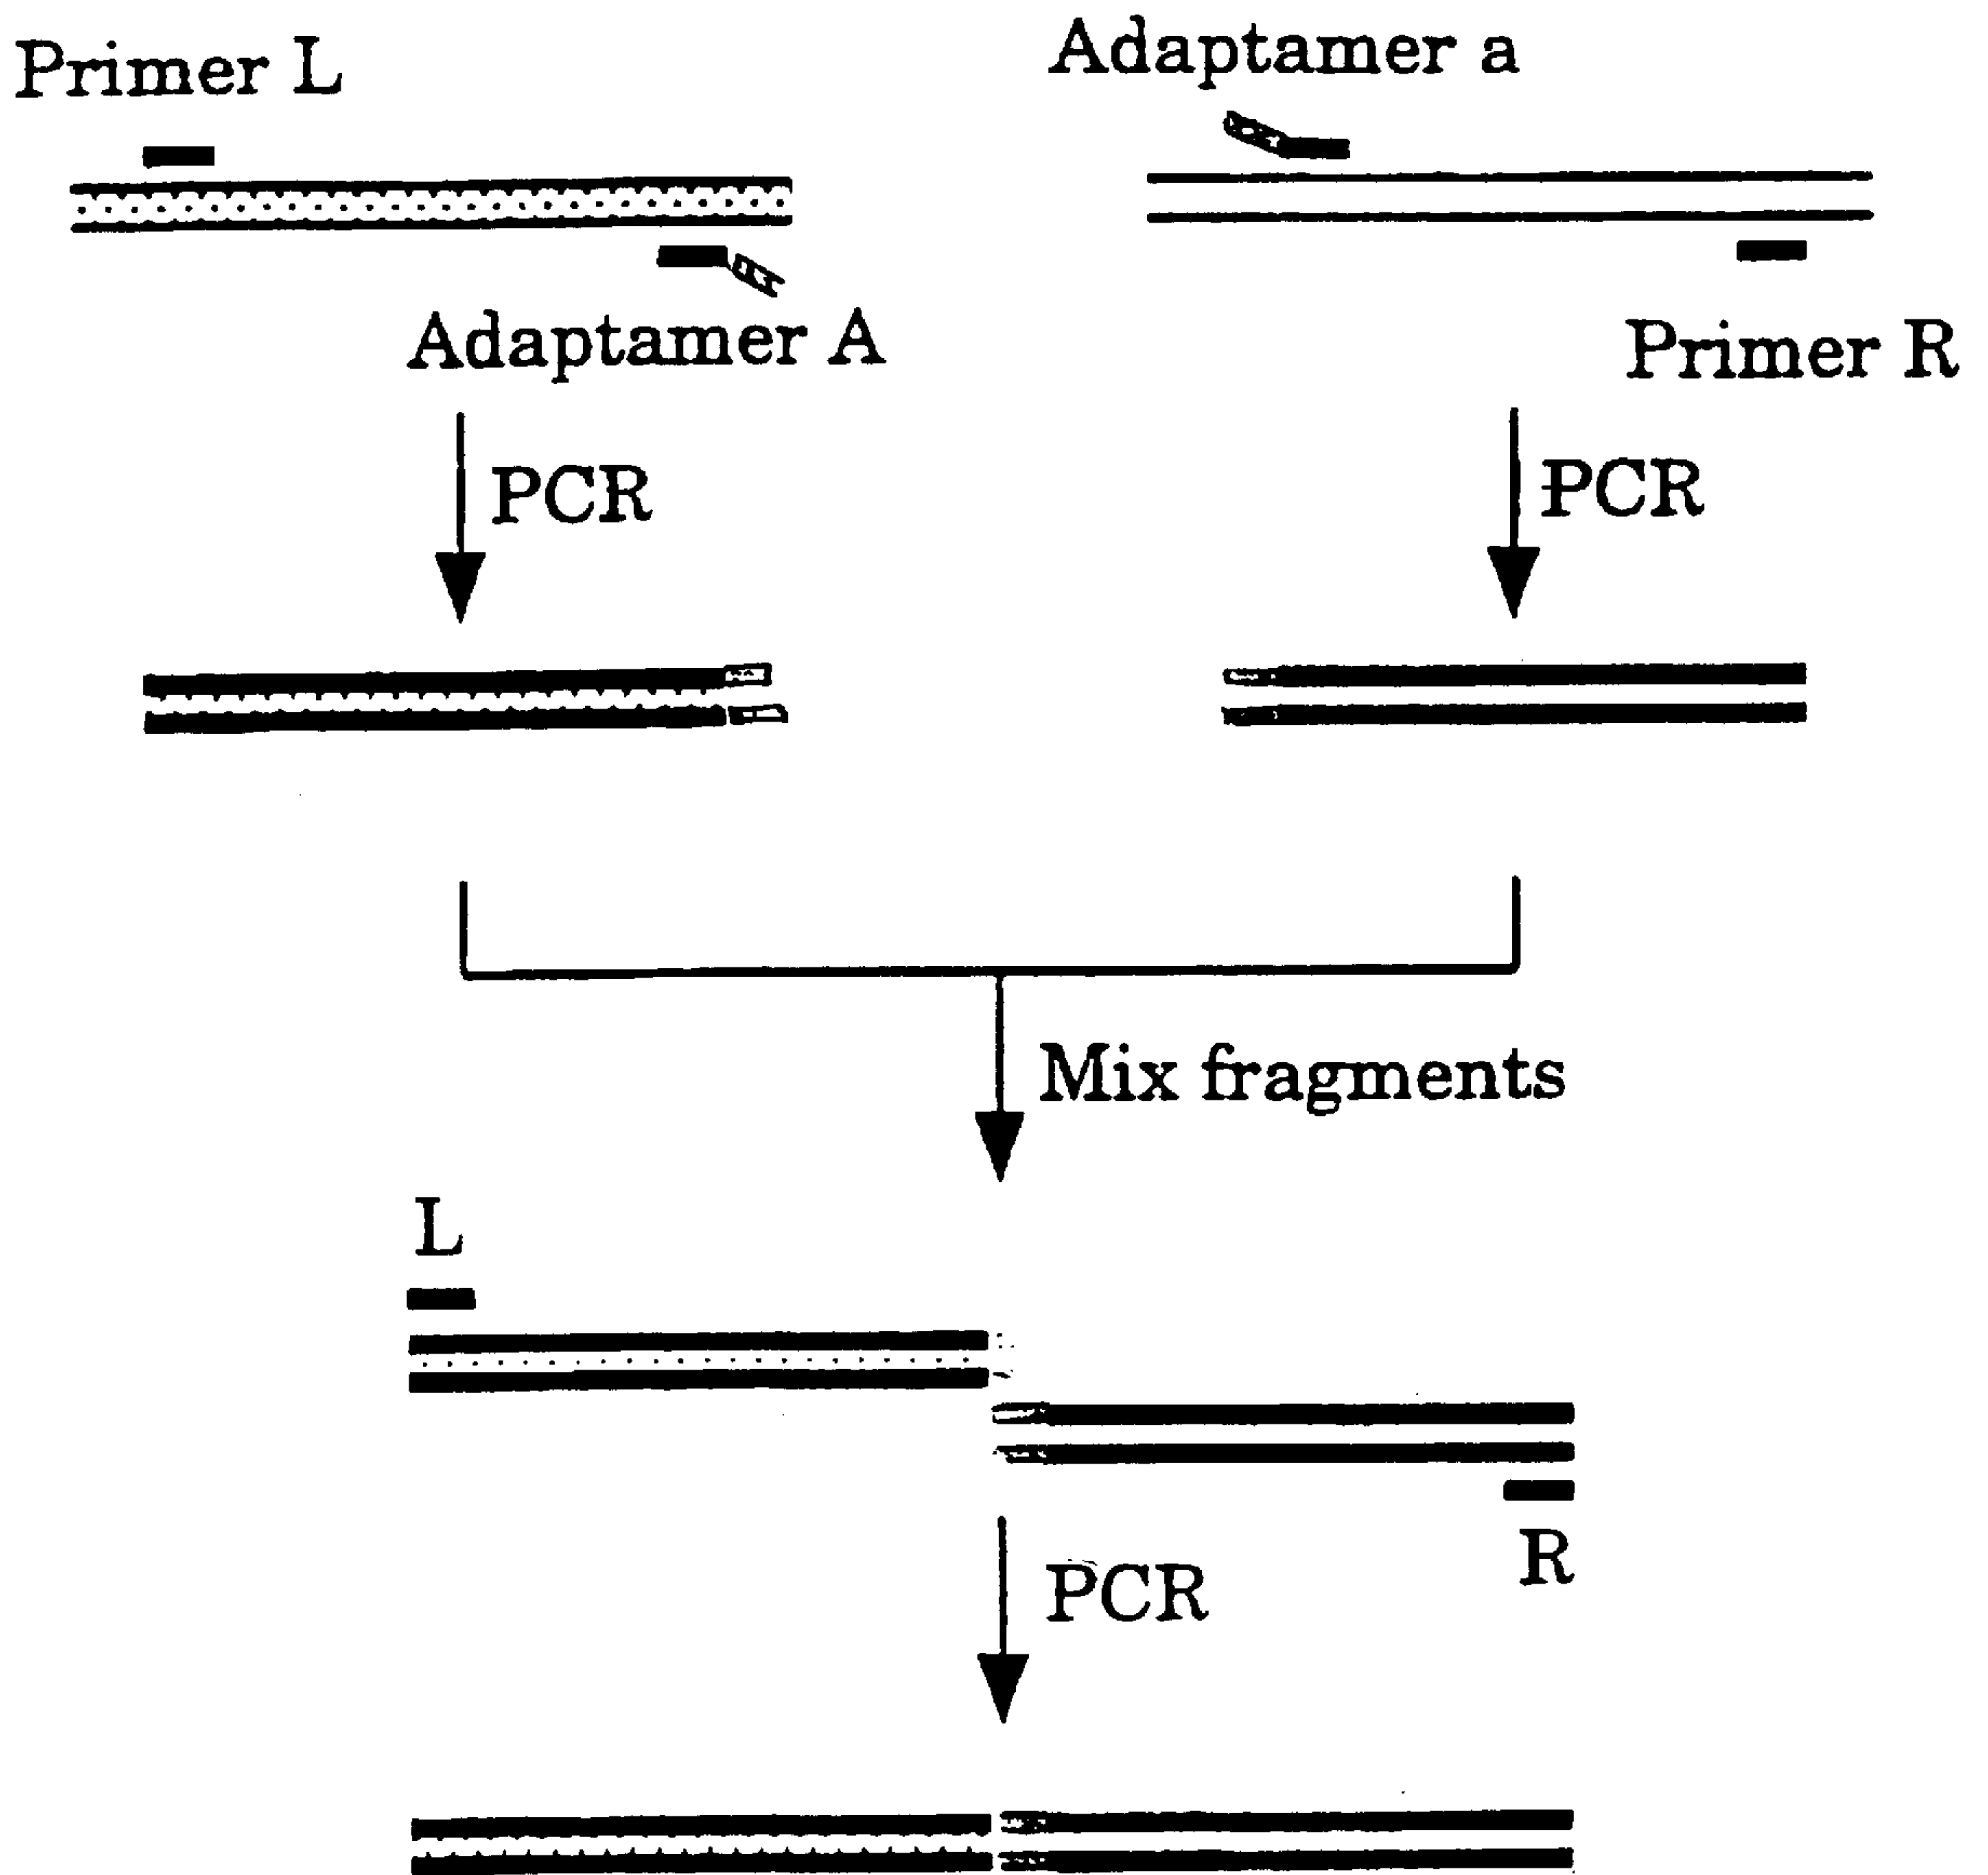 Primer L
Adaptamer a
Adaptamer A
Primer R
PCR
PCR
Mix fragments
L
R
PCR